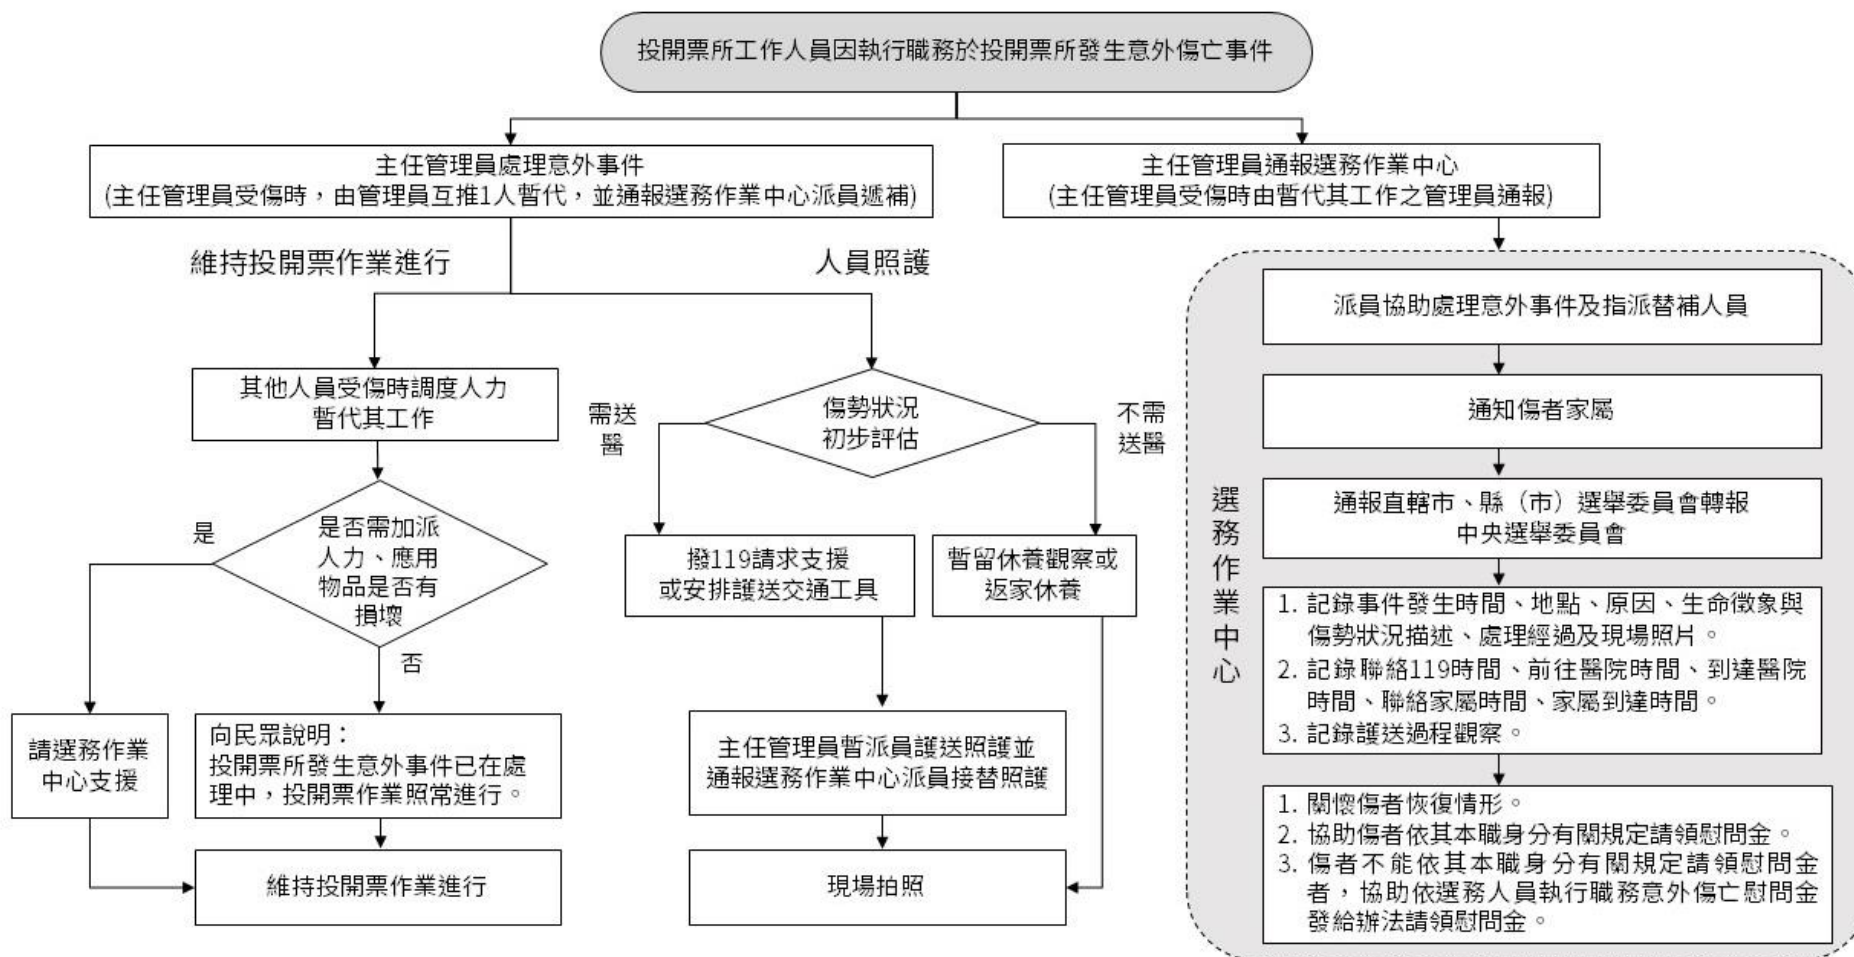 投開票所工作人員因執行職務於投開票所發生意外傷亡事件
主任管理員處理意外事件
(主任管理員受傷時，由管理員互推1人暫代，並通報選務作業中心派員遞補)
主任管理員通報選務作業中心
(主任管理員受傷時由暫代其工作之管理員通報)
維持投開票作業進行
人員照護
其他人員受傷時調度人力
暫代其工作
是否需加派
人力、應用
物品是否有
損壞
是
否
請選務作業
中心支援
向民眾說明：
投開票所發生意外事件已在處
理中，投開票作業照常進行。
維持投開票作業進行
傷勢狀況
初步評估
需送
醫
不需
送醫
撥119請求支援
或安排護送交通工具
暫留休養觀察或
返家休養
主任管理員暫派員護送照護並
通報選務作業中心派員接替照護
現場拍照
選務作業中心
派員協助處理意外事件及指派替補人員
通知傷者家屬
通報直轄市、縣（市）選舉委員會轉報
中央選舉委員會
1. 記錄事件發生時間、地點、原因、生命徵象與
傷勢狀況描述、處理經過及現場照片。
2. 記錄聯絡119時間、前往醫院時間、到達醫院
時間、聯絡家屬時間、家屬到達時間。
3. 記錄護送過程觀察。
1. 關懷傷者恢復情形。
2. 協助傷者依其本職身分有關規定請領慰問金。
3. 傷者不能依其本職身分有關規定請領慰問金
者，協助依選務人員執行職務意外傷亡慰問金
發給辦法請領慰問金。